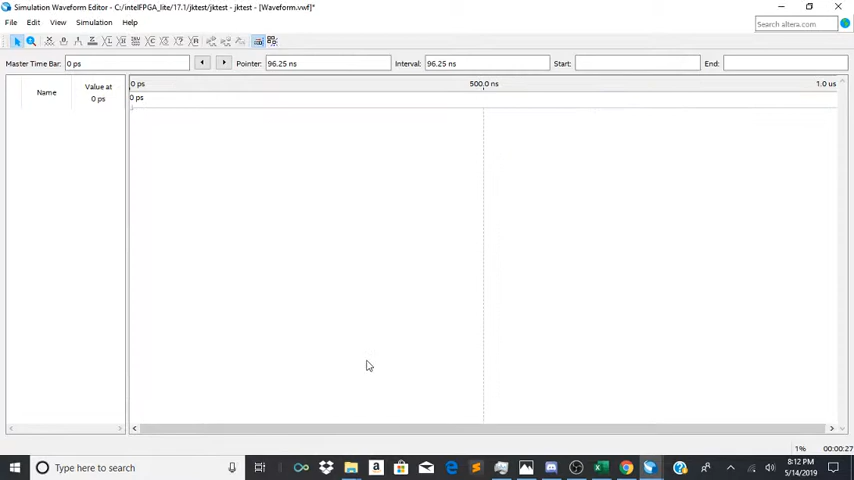 Simulation Waveform Editor - C:/intelFPGA_lite/17.1/jktest/jktest - jktest - [Waveform.vwf]*
File Edit View Simulation Help
Search altera.com
Master Time Bar: 0 ps Pointer: 96.25 ns Interval: 96.25 ns Start: End:
Name Value at 0 ps
0 ps 500.0 ns 1.0 us
0 ps
1% 00:00:27
Type here to search
8:12 PM
5/14/2019